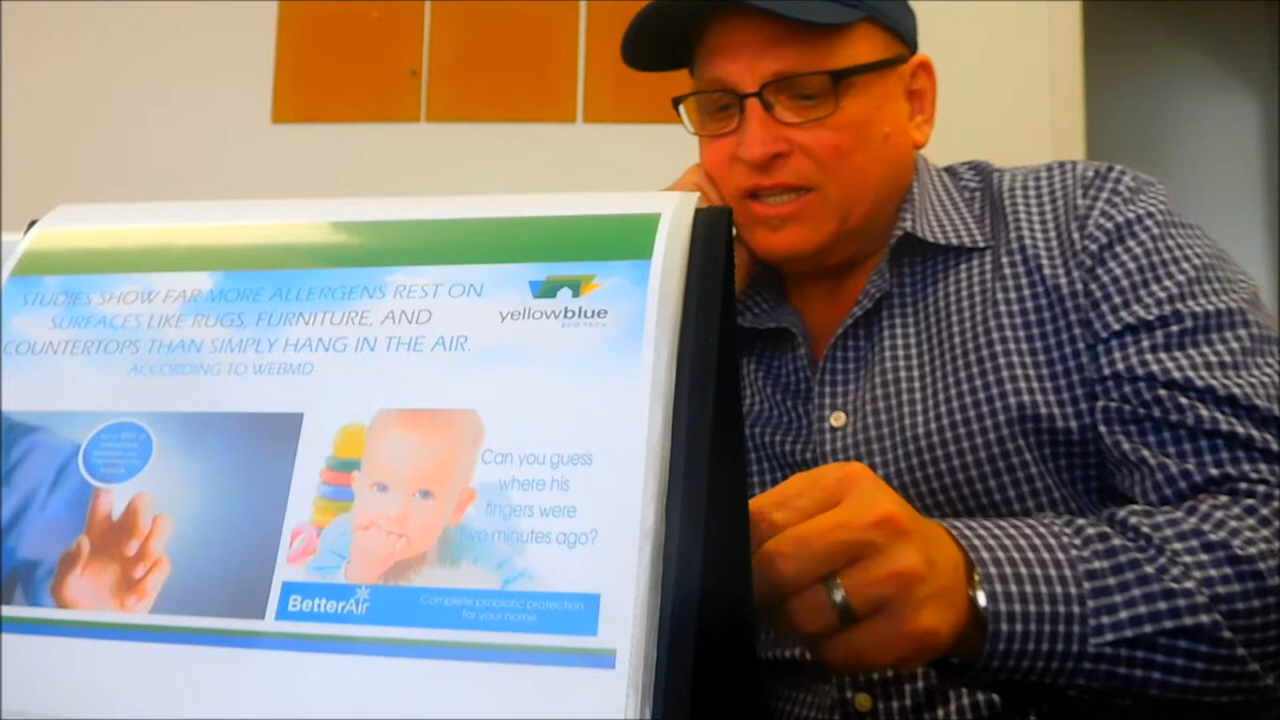 STUDIES SHOW FAR MORE ALLERGENS REST ON
SURFACES LIKE RUGS, FURNITURE, AND
COUNTERTOPS THAN SIMPLY HANG IN THE AIR.
ACCORDING TO WEBMD
yellowblue
ECO TECH
Can you guess
where his
fingers were
two minutes ago?
BetterAir
Complete probiotic protection
for your home.